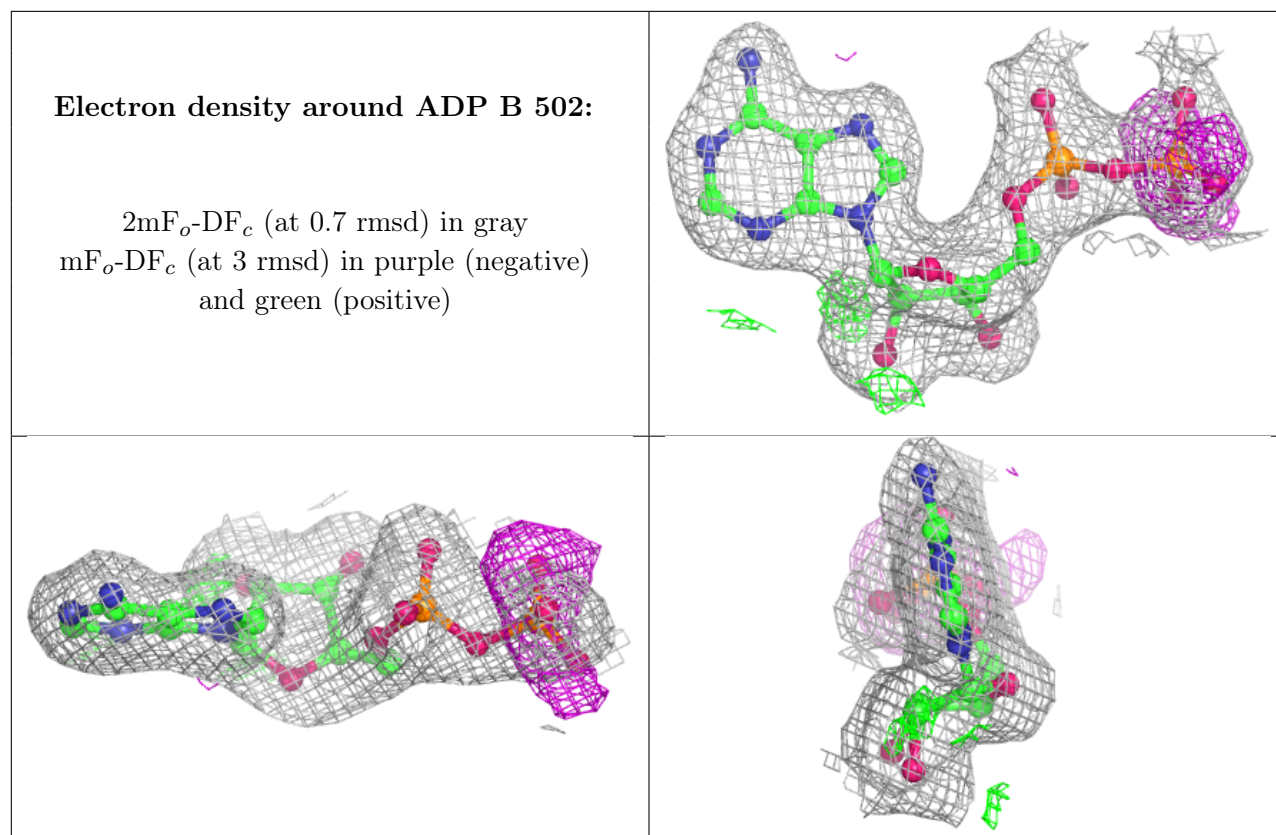 Electron density around ADP B 502:
2mFo-DFc (at 0.7 rmsd) in gray
mFo-DFc (at 3 rmsd) in purple (negative)
and green (positive)